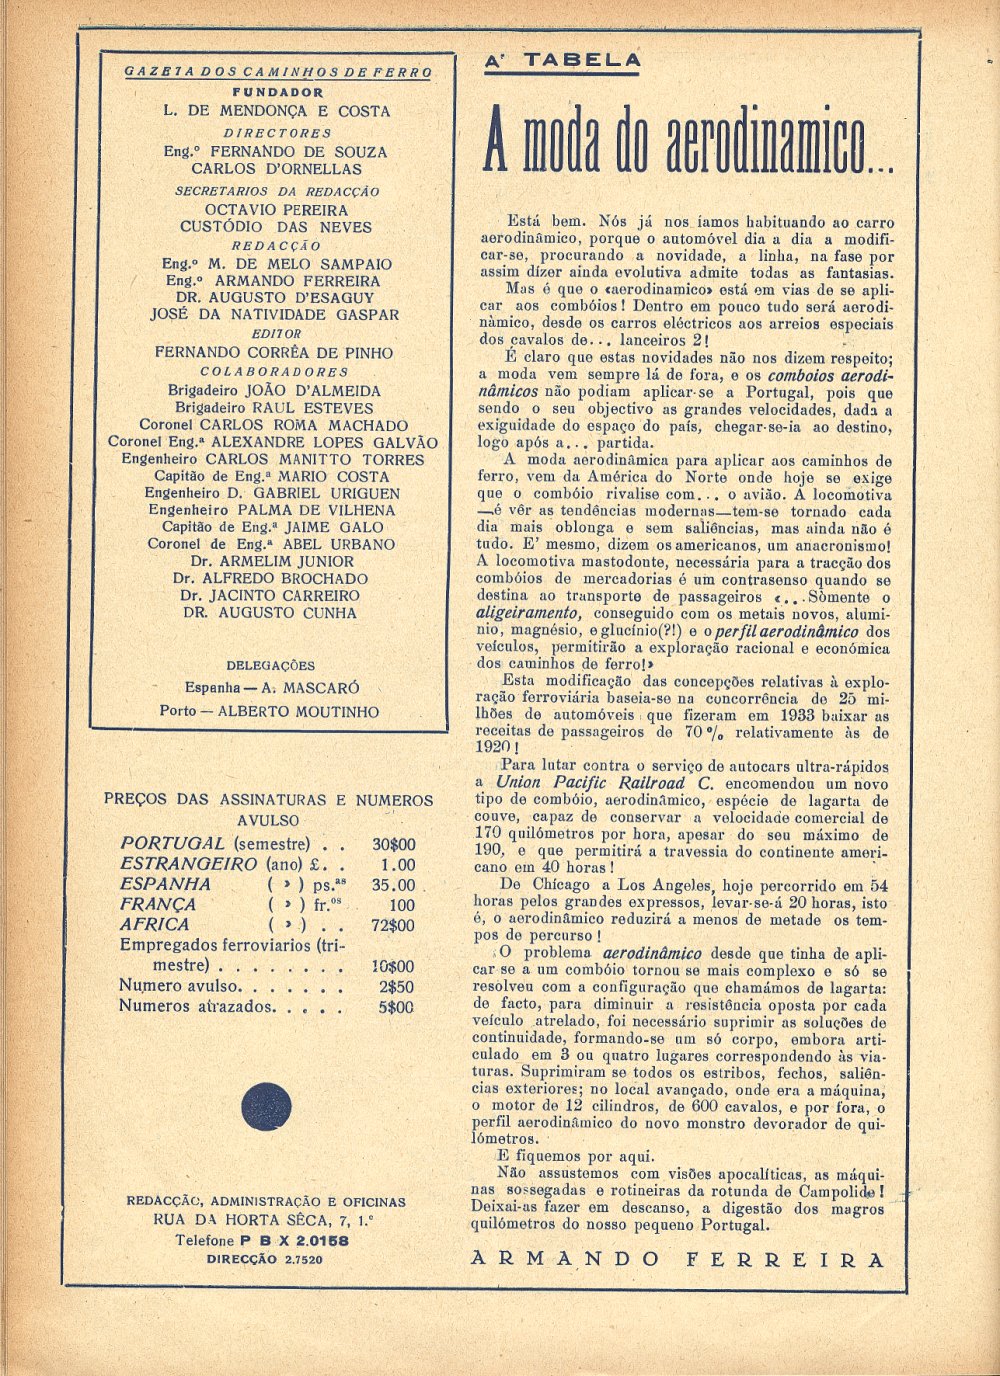 GAZETA DOS CAMINHOS DE FERRO
FUNDADOR
L. DE MENDONÇA E COSTA
DIRECTORES
Eng.º FERNANDO DE SOUZA
CARLOS D'ORNELLAS
SECRETARIOS DA REDACÇÃO
OCTAVIO PEREIRA
CUSTÓDIO DAS NEVES
REDACÇÃO
Eng.º M. DE MELO SAMPAIO
Eng.º ARMANDO FERREIRA
DR. AUGUSTO D'ESAGUY
JOSÉ DA NATIVIDADE GASPAR
EDITOR
FERNANDO CORRÊA DE PINHO
COLABORADORES
Brigadeiro JOÃO D'ALMEIDA
Brigadeiro RAUL ESTEVES
Coronel CARLOS ROMA MACHADO
Coronel Eng.ª ALEXANDRE LOPES GALVÃO
Engenheiro CARLOS MANITTO TORRES
Capitão de Eng.ª MARIO COSTA
Engenheiro D. GABRIEL URIGUEN
Engenheiro PALMA DE VILHENA
Capitão de Eng.ª JAIME GALO
Coronel de Eng.ª ABEL URBANO
Dr. ARMELIM JUNIOR
Dr. ALFREDO BROCHADO
Dr. JACINTO CARREIRO
DR. AUGUSTO CUNHA
DELEGAÇÕES
Espanha — A. MASCARÓ
Porto — ALBERTO MOUTINHO
PREÇOS DAS ASSINATURAS E NUMEROS
AVULSO
PORTUGAL (semestre) . . 30$00
ESTRANGEIRO (ano) £. . 1.00
ESPANHA ( » ) ps.as 35.00
FRANÇA ( » ) fr.os 100
AFRICA ( » ) . . 72$00
Empregados ferroviarios (tri-
mestre) . . . . . . . . 10$00
Numero avulso. . . . . . . 2$50
Numeros atrazados. . . . . 5$00
REDACÇÃO, ADMINISTRAÇÃO E OFICINAS
RUA DA HORTA SÊCA, 7, 1.º
Telefone P B X 2.0158
DIRECÇÃO 2.7520
A' TABELA
A moda do aerodinamico...
Está bem. Nós já nos íamos habituando ao carro
aerodinâmico, porque o automóvel dia a dia a modifi-
car-se, procurando a novidade, a linha, na fase por
assim dízer ainda evolutiva admite todas as fantasias.
Mas é que o «aerodinamico» está em vias de se apli-
car aos combóios! Dentro em pouco tudo será aerodi-
nàmico, desde os carros eléctricos aos arreios especiais
dos cavalos de... lanceiros 2!
É claro que estas novidades não nos dizem respeito;
a moda vem sempre lá de fora, e os comboios aerodi-
nâmicos não podiam aplicar-se a Portugal, pois que
sendo o seu objectivo as grandes velocidades, dada a
exiguidade do espaço do país, chegar-se-ia ao destino,
logo após a... partida.
A moda aerodinâmica para aplicar aos caminhos de
ferro, vem da América do Norte onde hoje se exige
que o combóio rivalise com... o avião. A locomotiva
—é vêr as tendências modernas—tem-se tornado cada
dia mais oblonga e sem saliências, mas ainda não é
tudo. E' mesmo, dizem os americanos, um anacronismo!
A locomotiva mastodonte, necessária para a tracção dos
combóios de mercadorias é um contrasenso quando se
destina ao transporte de passageiros «...Sòmente o
aligeiramento, conseguido com os metais novos, alumi-
nio, magnésio, e glucínio(?!) e o perfil aerodinâmico dos
veículos, permitirão a exploração racional e económica
dos caminhos de ferro!»
Esta modificação das concepções relativas à explo-
ração ferroviária baseia-se na concorrência de 25 mi-
lhões de automóveis que fizeram em 1933 baixar as
receitas de passageiros de 70 % relativamente às de
1920!
Para lutar contra o serviço de autocars ultra-rápidos
a Union Pacific Railroad C. encomendou um novo
tipo de combóio, aerodinâmico, espécie de lagarta de
couve, capaz de conservar a velocidade comercial de
170 quilómetros por hora, apesar do seu máximo de
190, e que permitirá a travessia do continente ameri-
cano em 40 horas!
De Chícago a Los Angeles, hoje percorrido em 54
horas pelos grandes expressos, levar-se-á 20 horas, isto
é, o aerodinâmico reduzirá a menos de metade os tem-
pos de percurso!
O problema aerodinâmico desde que tinha de apli-
car se a um combóio tornou se mais complexo e só se
resolveu com a configuração que chamámos de lagarta:
de facto, para diminuir a resistência oposta por cada
veículo atrelado, foi necessário suprimir as soluções de
continuidade, formando-se um só corpo, embora arti-
culado em 3 ou quatro lugares correspondendo às via-
turas. Suprimiram se todos os estribos, fechos, saliên-
cias exteriores; no local avançado, onde era a máquina,
o motor de 12 cilindros, de 600 cavalos, e por fora, o
perfil aerodinâmico do novo monstro devorador de qui-
lómetros.
E fiquemos por aqui.
Não assustemos com visões apocalíticas, as máqui-
nas sossegadas e rotineiras da rotunda de Campolide!
Deixai-as fazer em descanso, a digestão dos magros
quilómetros do nosso pequeno Portugal.
ARMANDO FERREIRA